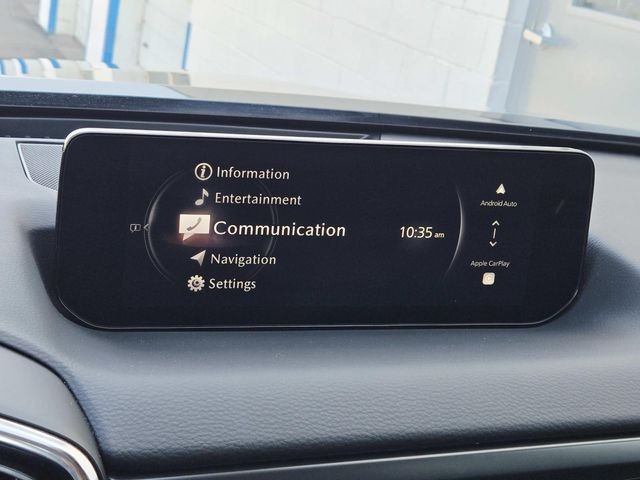 Information
Entertainment
Communication
Navigation
Settings
10:35 am
Android Auto
Apple CarPlay